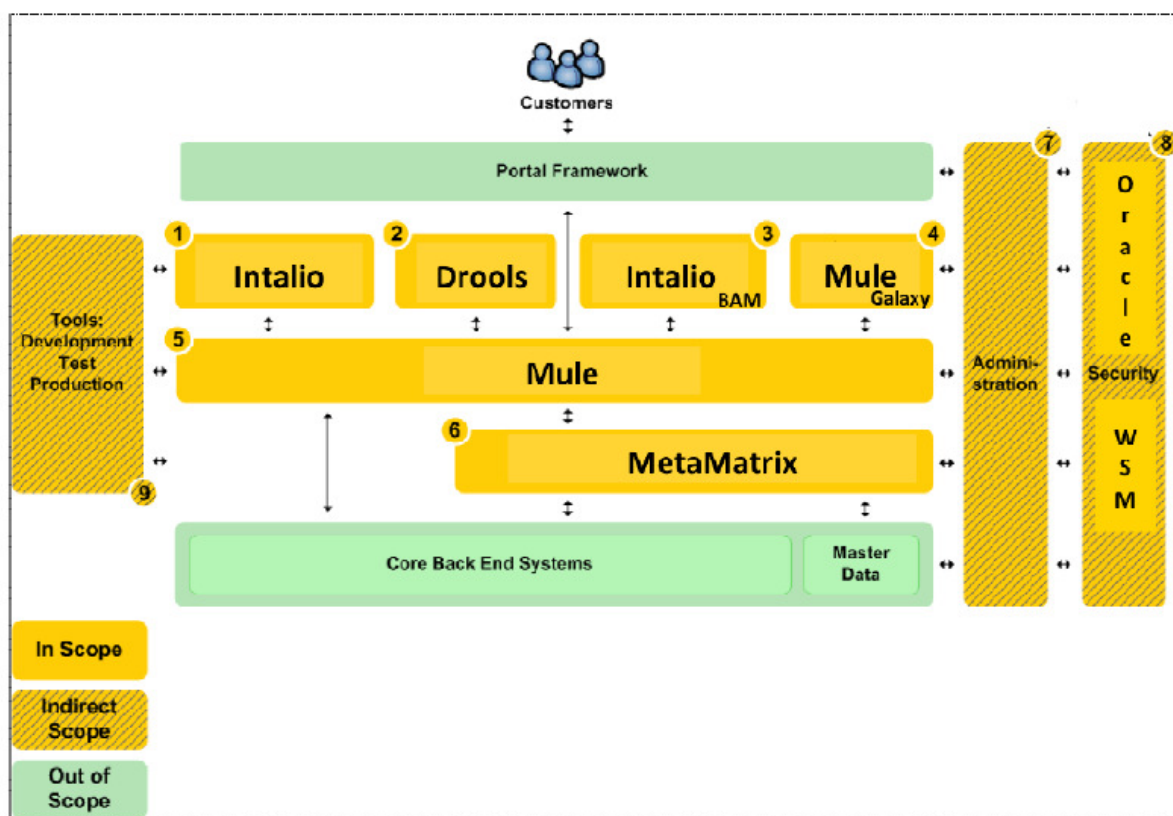 Customers
Portal Framework
7
8
1
2
3
4
Intalio
Drools
Intalio
BAM
Mule
Galaxy
O
r
a
c
l
e
Tools:
Development
Test
Production
5
Mule
Admini-
stration
Security
6
MetaMatrix
W
S
M
9
Core Back End Systems
Master
Data
In Scope
Indirect
Scope
Out of
Scope